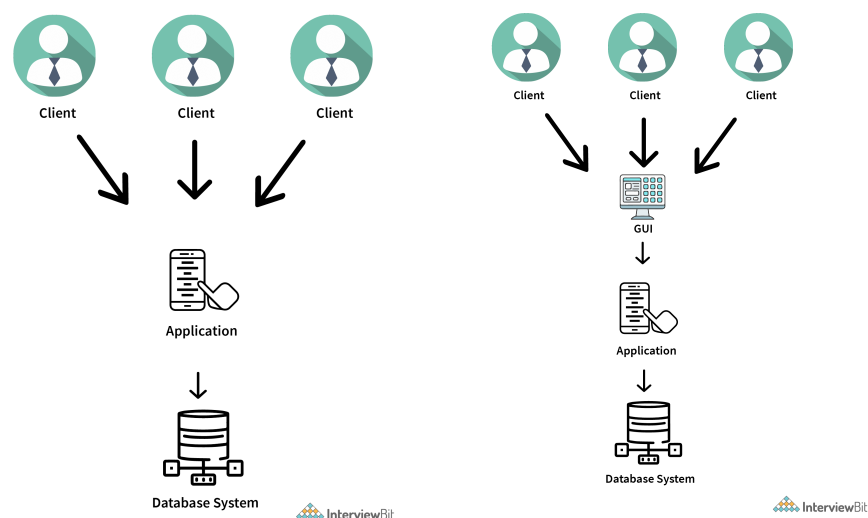 Client Client Client
Application
Database System
InterviewBit
Client Client Client
GUI
Application
Database System
InterviewBit